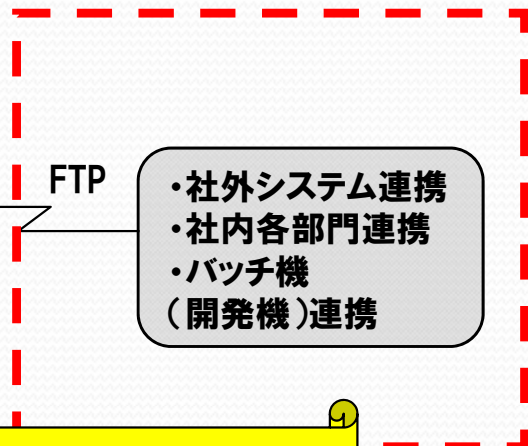 FTP
・社外システム連携
・社内各部門連携
・バッチ機
(開発機)連携